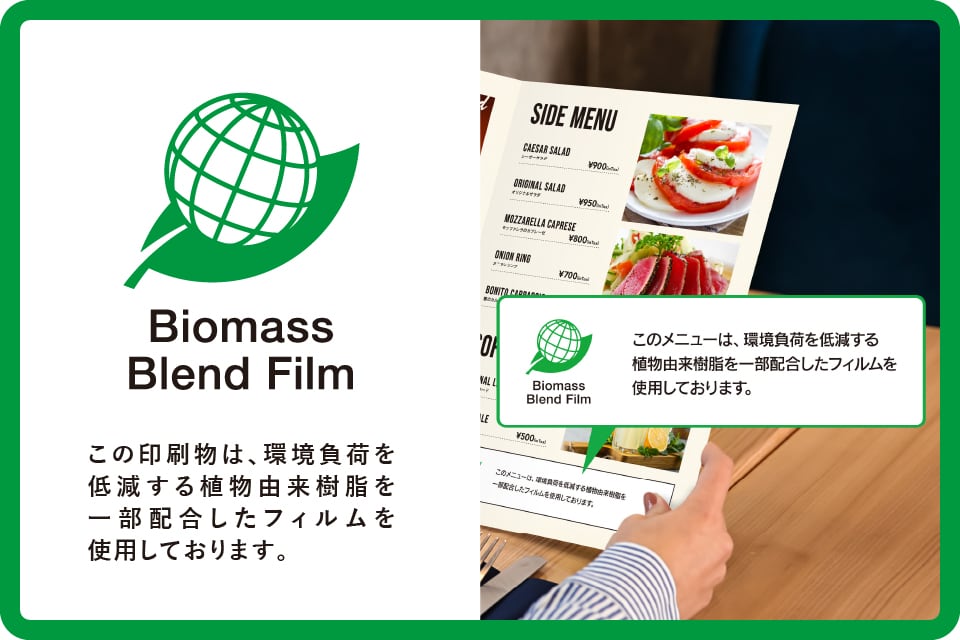 Biomass
Blend Film
この印刷物は、環境負荷を
低減する植物由来樹脂を
一部配合したフィルムを
使用しております。
SIDE MENU
CAESAR SALAD
シーザーサラダ
¥900(inTax)
ORIGINAL SALAD
オリジナルサラダ
¥950(inTax)
MOZZARELLA CAPRESE
モッツァレラのカプレーゼ
¥800(inTax)
ONION RING
オニオンリング
¥700(inTax)
Biomass
Blend Film
このメニューは、環境負荷を低減する
植物由来樹脂を一部配合したフィルムを
使用しております。
¥500(inTax)
このメニューは、環境負荷を低減する植物由来樹脂を
一部配合したフィルムを使用しております。